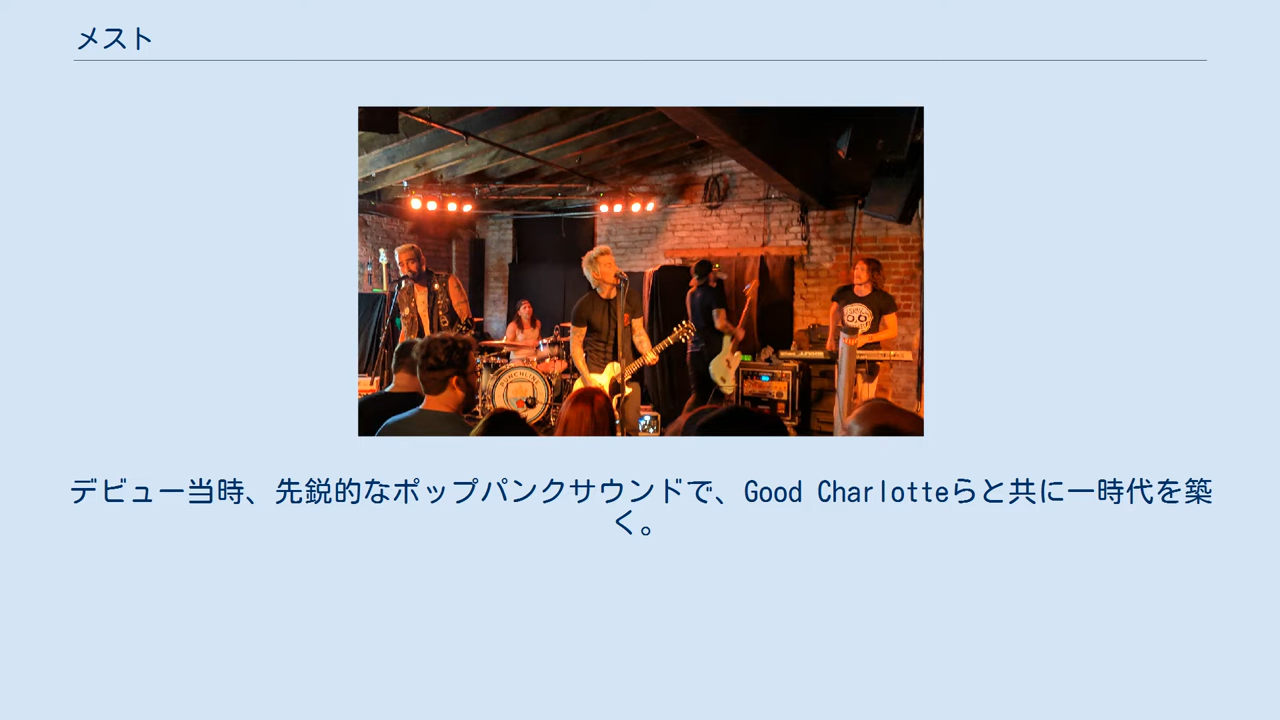 メスト
デビュー当時、先鋭的なポップパンクサウンドで、Good Charlotteらと共に一時代を築
く。
PUNCHLINE